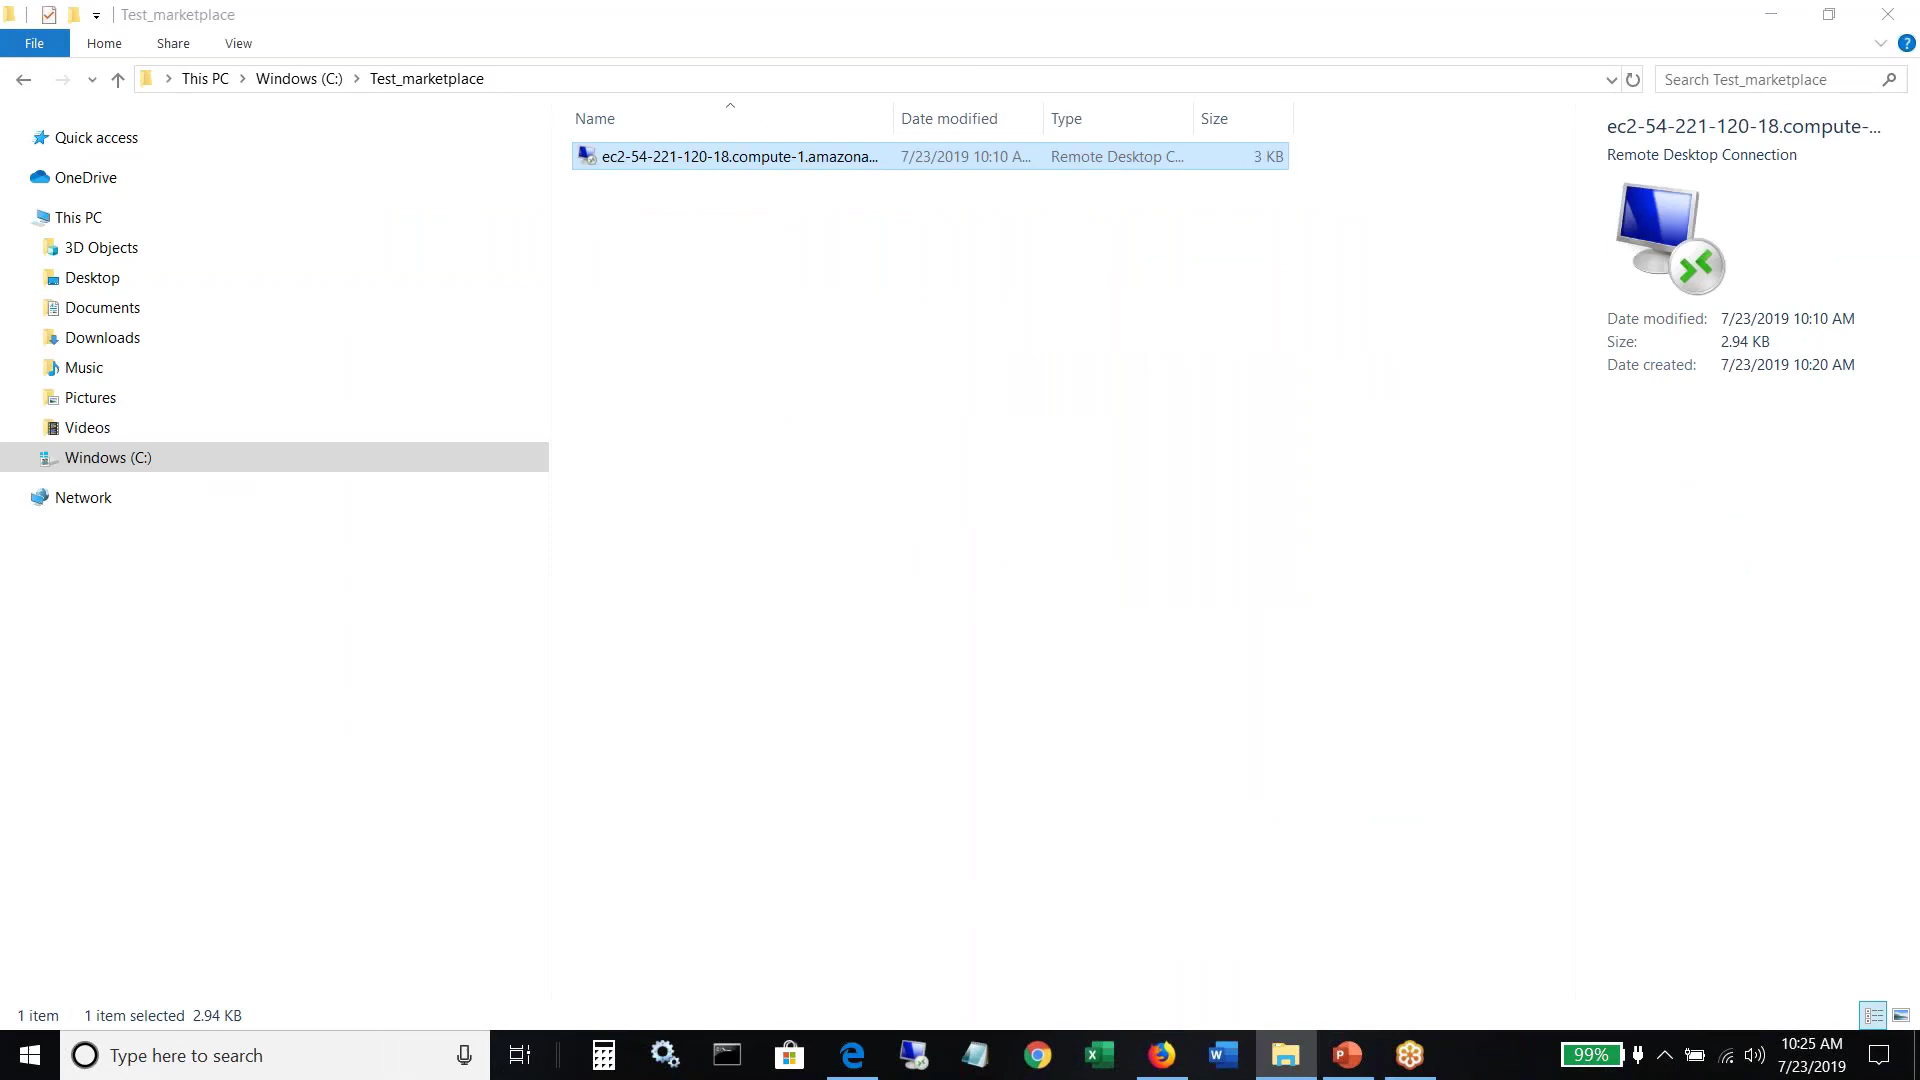 Test_marketplace
File Home Share View
This PC Windows (C:) Test_marketplace
Search Test_marketplace
Quick access
OneDrive
This PC
3D Objects
Desktop
Documents
Downloads
Music
Pictures
Videos
Windows (C:)
Network
Name Date modified Type Size
ec2-54-221-120-18.compute-1.amazona... 7/23/2019 10:10 A... Remote Desktop C... 3 KB
ec2-54-221-120-18.compute-...
Remote Desktop Connection
Date modified: 7/23/2019 10:10 AM
Size: 2.94 KB
Date created: 7/23/2019 10:20 AM
1 item 1 item selected 2.94 KB
Type here to search
99%
10:25 AM
7/23/2019